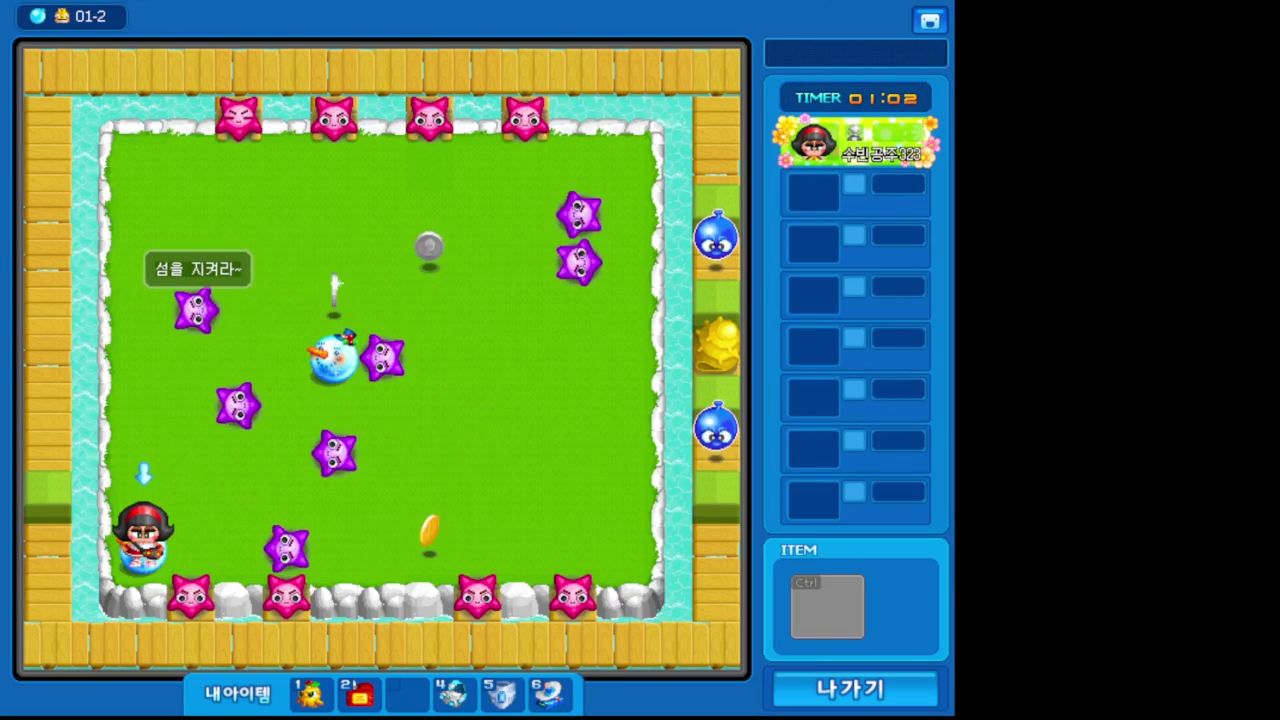 01-2
TIMER 01:02
수빈공주323
섬을 지켜라~
ITEM
Ctrl
내 아이템
1
2
4
5
6
나가기